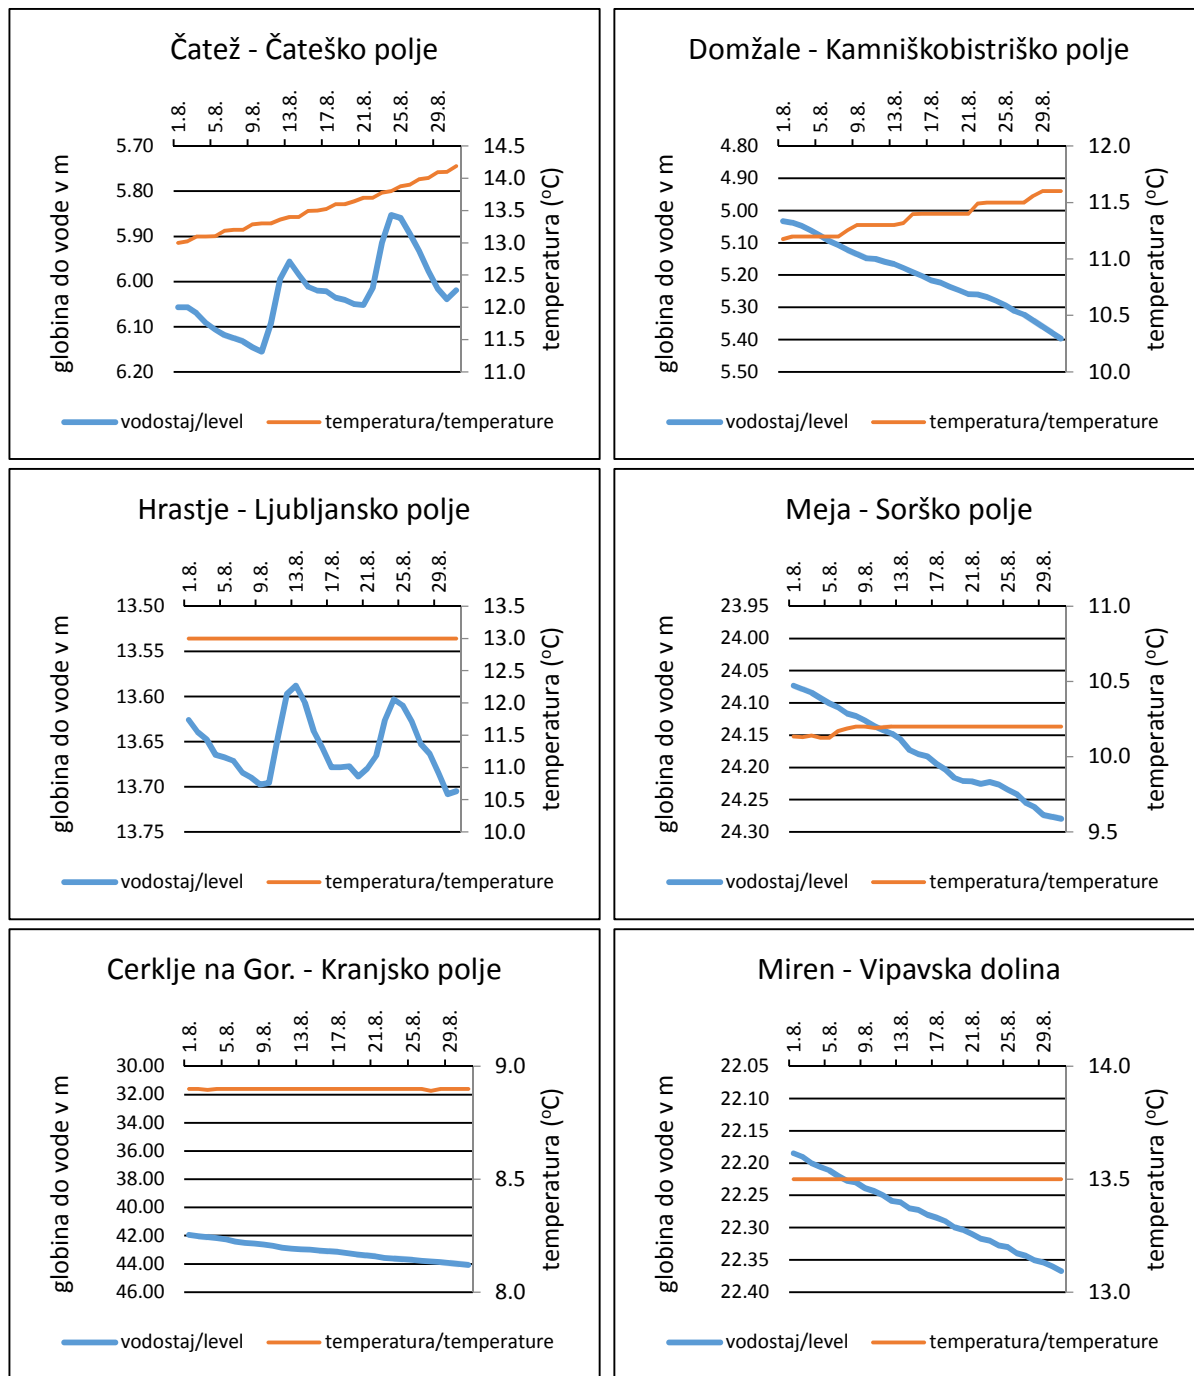 Čatež - Čateško polje
1.8. 5.8. 9.8. 13.8. 17.8. 21.8. 25.8. 29.8.
globina do vode v m
5.70
5.80
5.90
6.00
6.10
6.20
14.5
14.0
13.5
13.0
12.5
12.0
11.5
11.0
temperatura (°C)
vodostaj/level temperatura/temperature
Domžale - Kamniškobistriško polje
1.8. 5.8. 9.8. 13.8. 17.8. 21.8. 25.8. 29.8.
globina do vode v m
4.80
4.90
5.00
5.10
5.20
5.30
5.40
5.50
12.0
11.5
11.0
10.5
10.0
temperatura (°C)
vodostaj/level temperatura/temperature
Hrastje - Ljubljansko polje
1.8. 5.8. 9.8. 13.8. 17.8. 21.8. 25.8. 29.8.
globina do vode v m
13.50
13.55
13.60
13.65
13.70
13.75
13.5
13.0
12.5
12.0
11.5
11.0
10.5
10.0
temperatura (°C)
vodostaj/level temperatura/temperature
Meja - Sorško polje
1.8. 5.8. 9.8. 13.8. 17.8. 21.8. 25.8. 29.8.
globina do vode v m
23.95
24.00
24.05
24.10
24.15
24.20
24.25
24.30
11.0
10.5
10.0
9.5
temperatura (°C)
vodostaj/level temperatura/temperature
Cerklje na Gor. - Kranjsko polje
1.8. 5.8. 9.8. 13.8. 17.8. 21.8. 25.8. 29.8.
globina do vode v m
30.00
32.00
34.00
36.00
38.00
40.00
42.00
44.00
46.00
9.0
8.5
8.0
temperatura (°C)
vodostaj/level temperatura/temperature
Miren - Vipavska dolina
1.8. 5.8. 9.8. 13.8. 17.8. 21.8. 25.8. 29.8.
globina do vode v m
22.05
22.10
22.15
22.20
22.25
22.30
22.35
22.40
14.0
13.5
13.0
temperatura (°C)
vodostaj/level temperatura/temperature